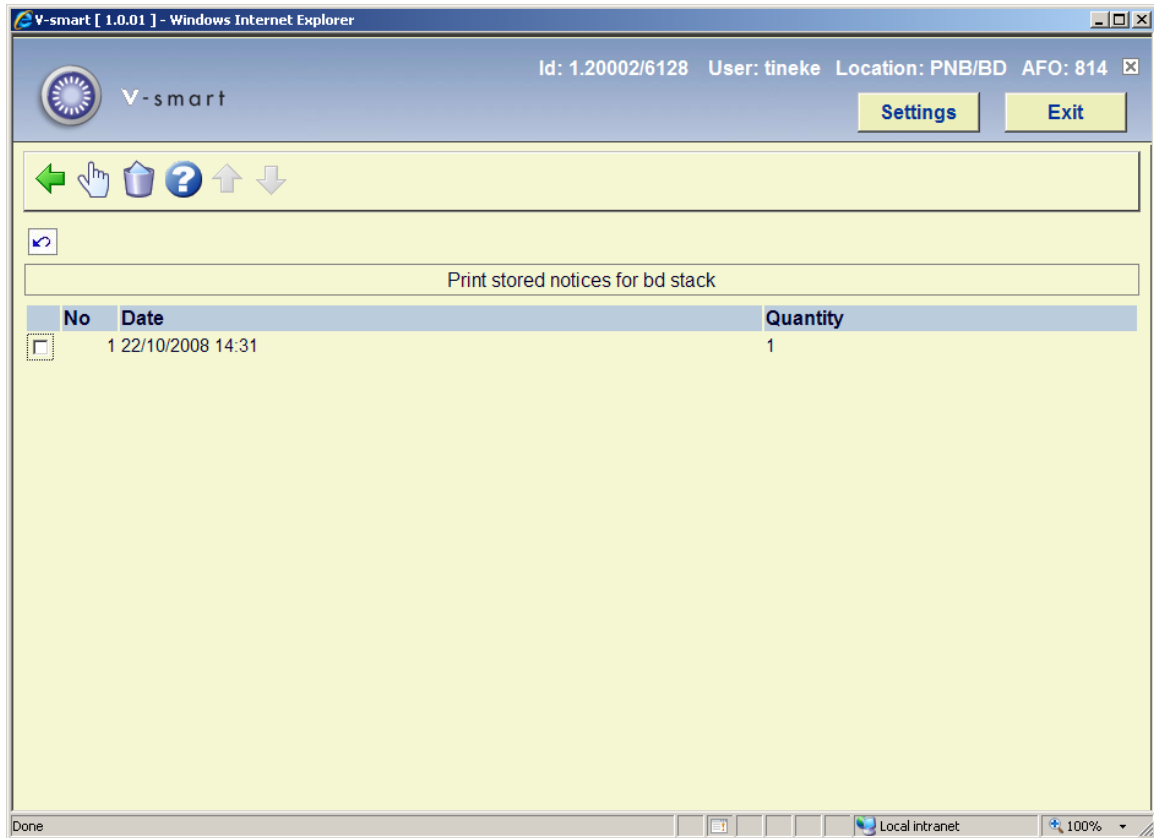 V-smart [ 1.0.01 ] - Windows Internet Explorer
Id: 1.20002/6128 User: tineke Location: PNB/BD AFO: 814
V-smart
Settings Exit
?
Print stored notices for bd stack
No Date Quantity
1 22/10/2008 14:31 1
Done Local intranet 100%